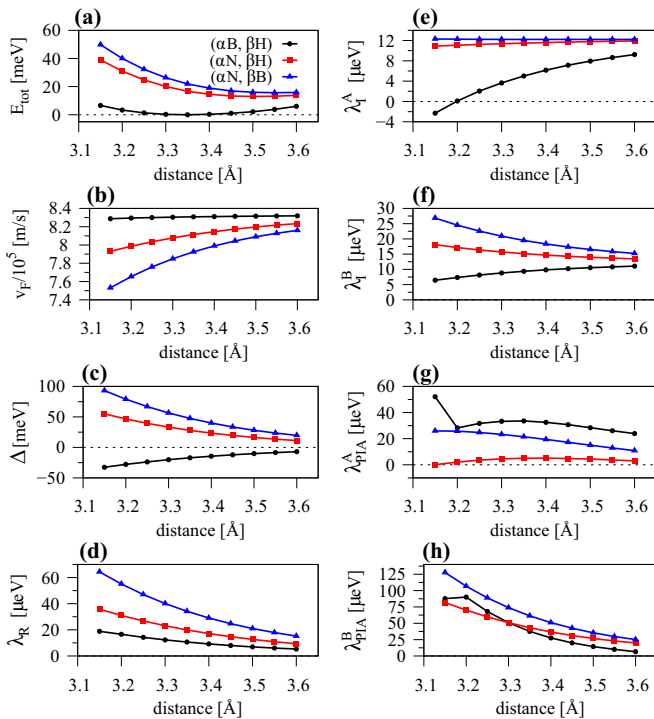 (a)
E_tot [meV]
60
40
20
0
(αB, βH)
(αN, βH)
(αN, βB)
3.1 3.2 3.3 3.4 3.5 3.6
distance [Å]
(b)
v_F/10^5 [m/s]
8.4
8.2
8
7.8
7.6
7.4
3.1 3.2 3.3 3.4 3.5 3.6
distance [Å]
(c)
Δ [meV]
100
50
0
−50
3.1 3.2 3.3 3.4 3.5 3.6
distance [Å]
(d)
λ_R [μeV]
60
40
20
0
3.1 3.2 3.3 3.4 3.5 3.6
distance [Å]
(e)
λ_I^A [μeV]
12
8
4
0
−4
3.1 3.2 3.3 3.4 3.5 3.6
distance [Å]
(f)
λ_I^B [μeV]
30
25
20
15
10
5
0
3.1 3.2 3.3 3.4 3.5 3.6
distance [Å]
(g)
λ_PIA^A [μeV]
60
40
20
0
3.1 3.2 3.3 3.4 3.5 3.6
distance [Å]
(h)
λ_PIA^B [μeV]
125
100
75
50
25
0
3.1 3.2 3.3 3.4 3.5 3.6
distance [Å]